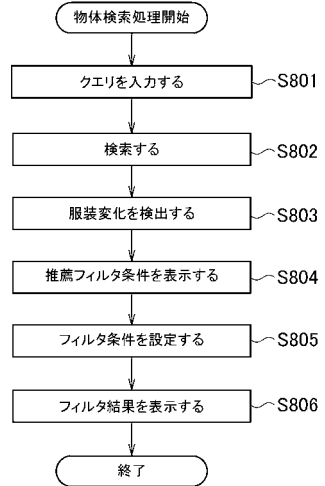 物体検索処理開始
クエリを入力する S801
検索する S802
服装変化を検出する S803
推薦フィルタ条件を表示する S804
フィルタ条件を設定する S805
フィルタ結果を表示する S806
終了